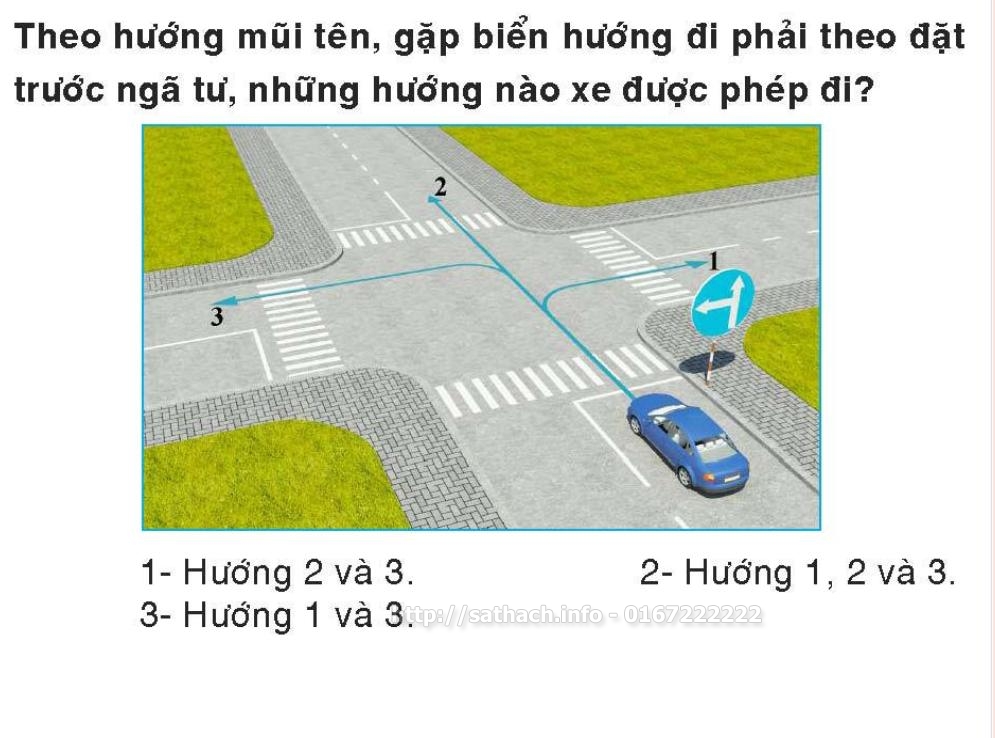 Theo hướng mũi tên, gặp biển hướng đi phải theo đặt
trước ngã tư, những hướng nào xe được phép đi?
2
1
3
1- Hướng 2 và 3.
2- Hướng 1, 2 và 3.
3- Hướng 1 và 3.
http://sathach.info - 0167222222